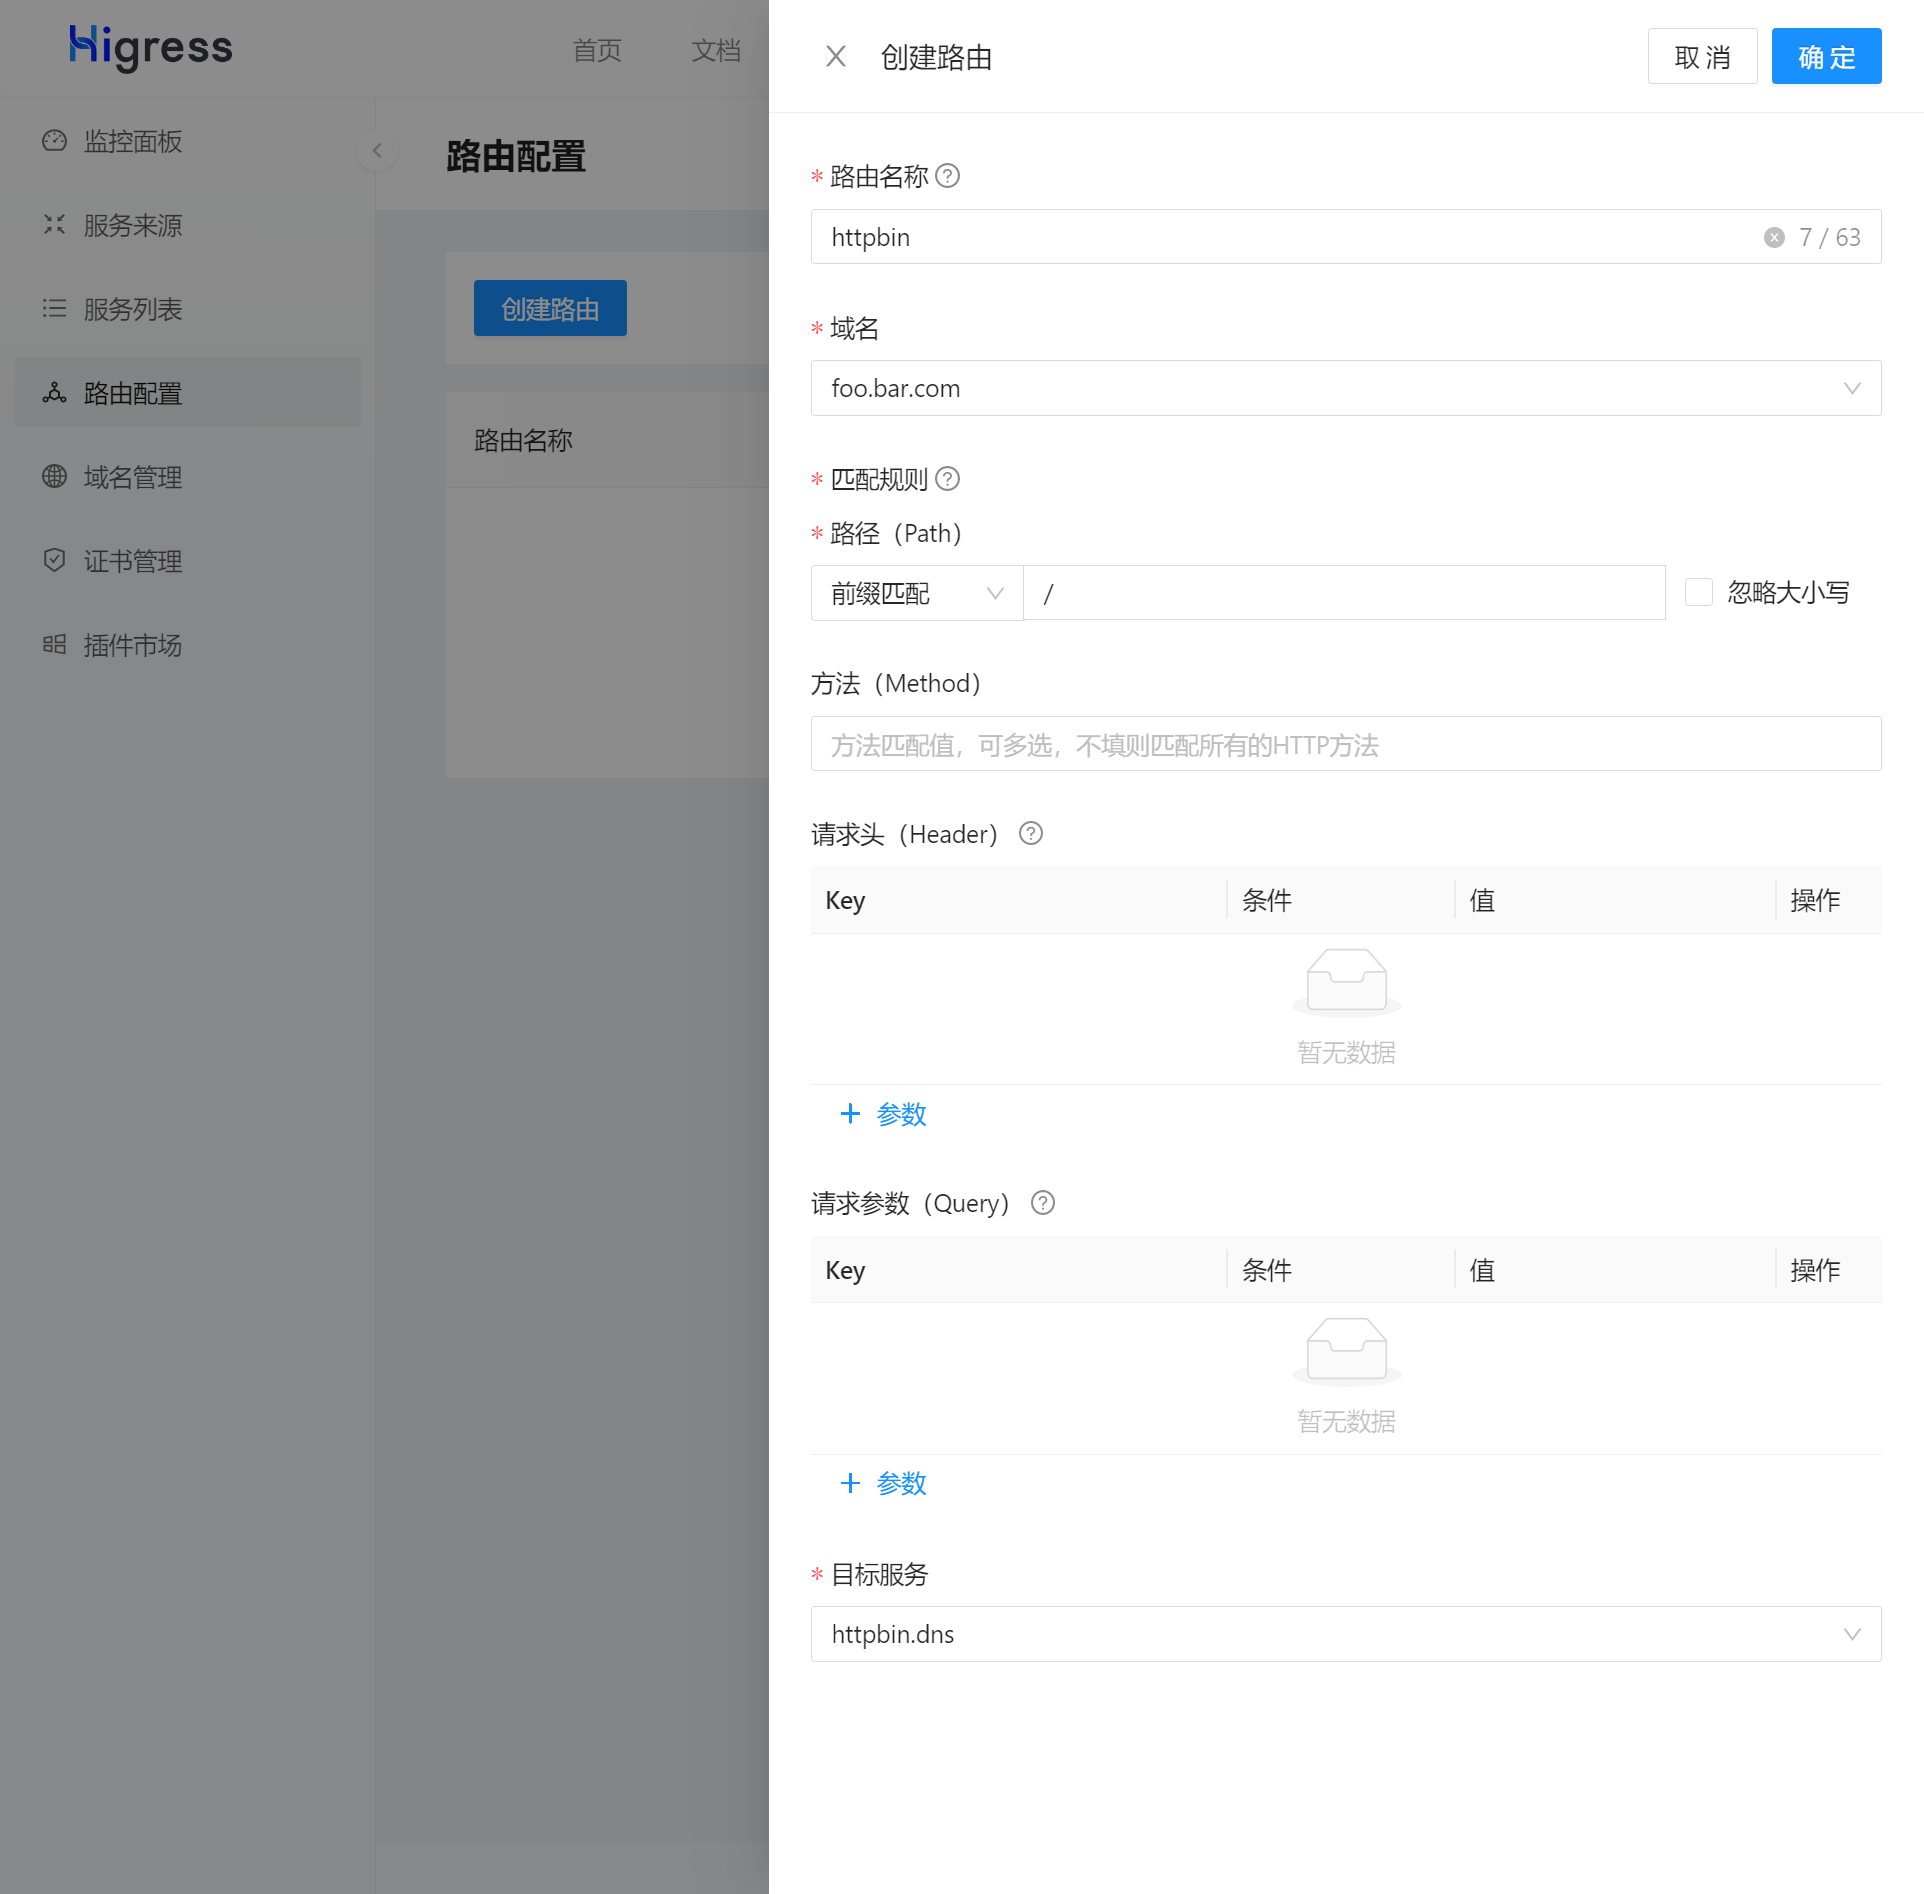 Higress
首页
文档
监控面板
服务来源
服务列表
路由配置
域名管理
证书管理
插件市场
路由配置
创建路由
路由名称
创建路由
取 消
确 定
* 路由名称
httpbin
7 / 63
* 域名
foo.bar.com
* 匹配规则
* 路径（Path）
前缀匹配
/
忽略大小写
方法（Method）
方法匹配值，可多选，不填则匹配所有的HTTP方法
请求头（Header）
Key 条件 值 操作
暂无数据
+ 参数
请求参数（Query）
Key 条件 值 操作
暂无数据
+ 参数
* 目标服务
httpbin.dns